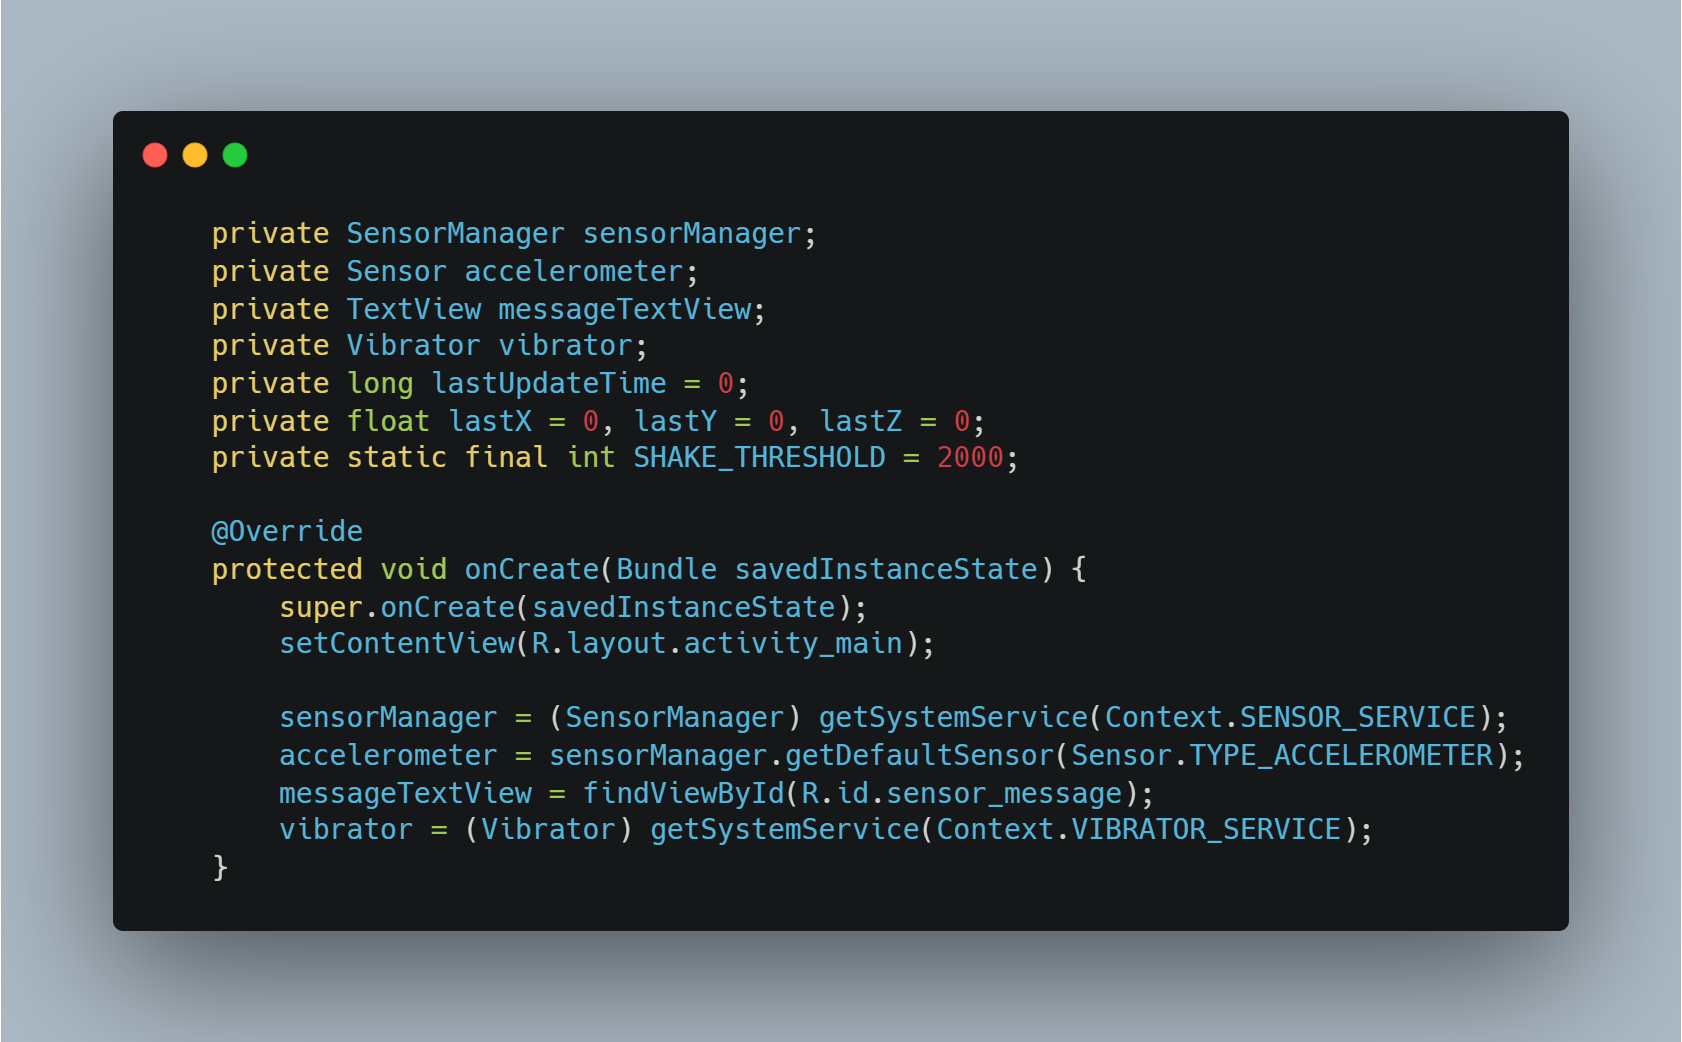 private SensorManager sensorManager;
private Sensor accelerometer;
private TextView messageTextView;
private Vibrator vibrator;
private long lastUpdateTime = 0;
private float lastX = 0, lastY = 0, lastZ = 0;
private static final int SHAKE_THRESHOLD = 2000;

@Override
protected void onCreate(Bundle savedInstanceState) {
    super.onCreate(savedInstanceState);
    setContentView(R.layout.activity_main);

    sensorManager = (SensorManager) getSystemService(Context.SENSOR_SERVICE);
    accelerometer = sensorManager.getDefaultSensor(Sensor.TYPE_ACCELEROMETER);
    messageTextView = findViewById(R.id.sensor_message);
    vibrator = (Vibrator) getSystemService(Context.VIBRATOR_SERVICE);
}